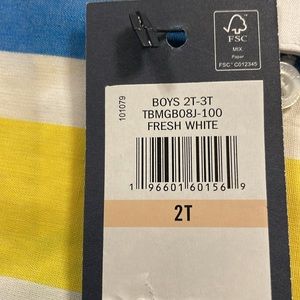 FSC
MIX
Paper
FSC® C012345
101079
BOYS 2T-3T
TBMGB08J-100
FRESH WHITE
1 96601 60156 9
2T